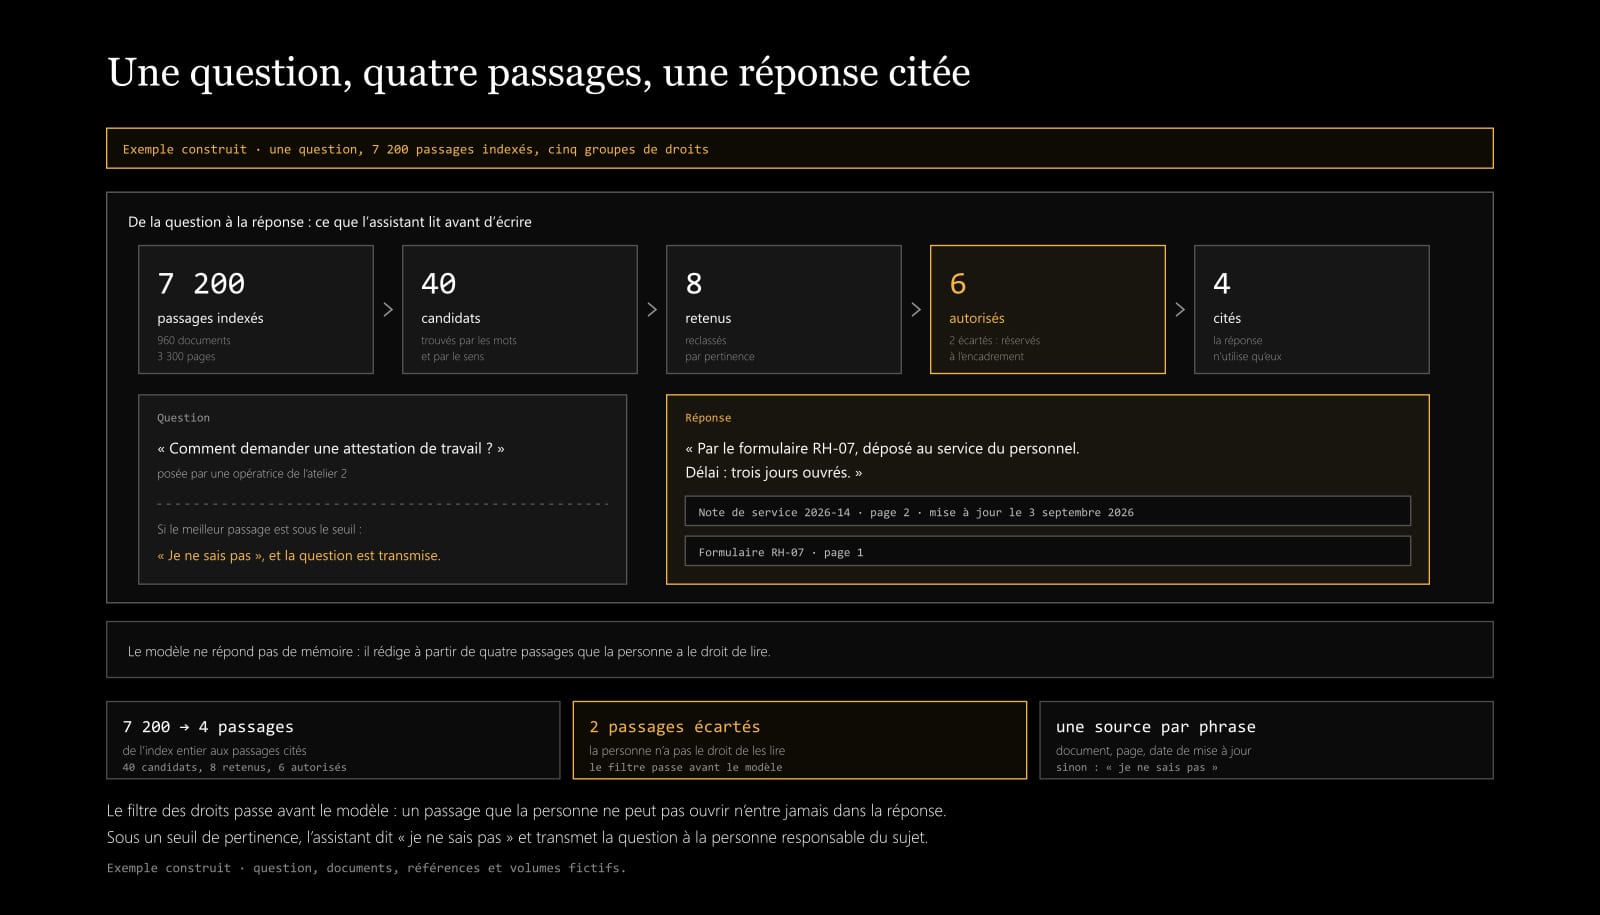 Une question, quatre passages, une réponse citée
Exemple construit · une question, 7 200 passages indexés, cinq groupes de droits
De la question à la réponse : ce que l’assistant lit avant d’écrire
7 200
passages indexés
960 documents
3 300 pages
>
40
candidats
trouvés par les mots
et par le sens
>
8
retenus
reclassés
par pertinence
>
6
autorisés
2 écartés : réservés
à l’encadrement
>
4
cités
la réponse
n’utilise qu’eux
Question
« Comment demander une attestation de travail ? »
posée par une opératrice de l’atelier 2
Si le meilleur passage est sous le seuil :
« Je ne sais pas », et la question est transmise.
Réponse
« Par le formulaire RH-07, déposé au service du personnel.
Délai : trois jours ouvrés. »
Note de service 2026-14 · page 2 · mise à jour le 3 septembre 2026
Formulaire RH-07 · page 1
Le modèle ne répond pas de mémoire : il rédige à partir de quatre passages que la personne a le droit de lire.
7 200 → 4 passages
de l’index entier aux passages cités
40 candidats, 8 retenus, 6 autorisés
2 passages écartés
la personne n’a pas le droit de les lire
le filtre passe avant le modèle
une source par phrase
document, page, date de mise à jour
sinon : « je ne sais pas »
Le filtre des droits passe avant le modèle : un passage que la personne ne peut pas ouvrir n’entre jamais dans la réponse.
Sous un seuil de pertinence, l’assistant dit « je ne sais pas » et transmet la question à la personne responsable du sujet.
Exemple construit · question, documents, références et volumes fictifs.